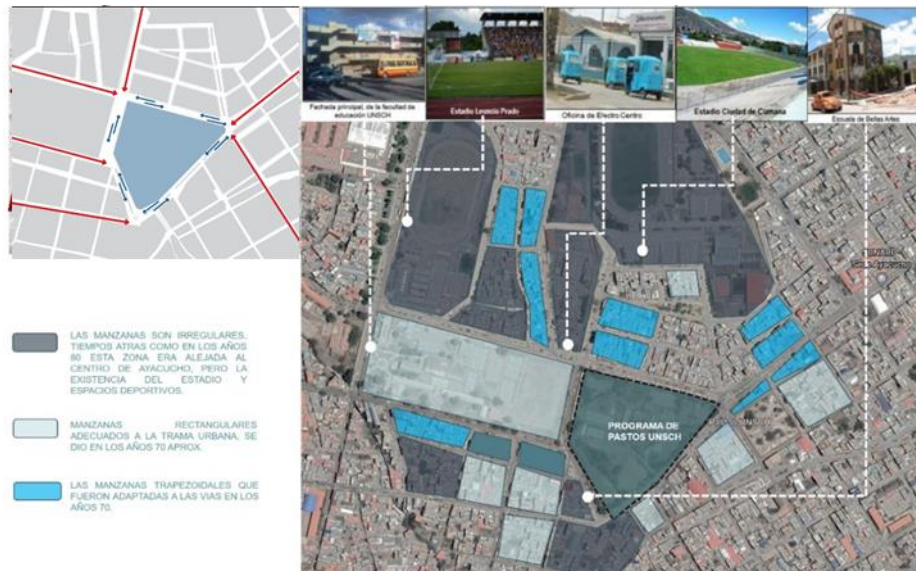 Fachada principal, de la facultad de
educación UNSCH
Estadio Leoncio Prado
Oficina de Electro Centro
Estadio Ciudad de Cumana
Escuela de Bellas Artes
LAS MANZANAS SON IRREGULARES,
TIEMPOS ATRAS COMO EN LOS AÑOS
80 ESTA ZONA ERA ALEJADA AL
CENTRO DE AYACUCHO, PERO LA
EXISTENCIA DEL ESTADIO Y
ESPACIOS DEPORTIVOS.
MANZANAS RECTANGULARES
ADECUADOS A LA TRAMA URBANA, SE
DIO EN LOS AÑOS 70 APROX.
LAS MANZANAS TRAPEZOIDALES QUE
FUERON ADAPTADAS A LAS VIAS EN LOS
AÑOS 70.
PROGRAMA DE
PASTOS UNSCH
Ayacucho